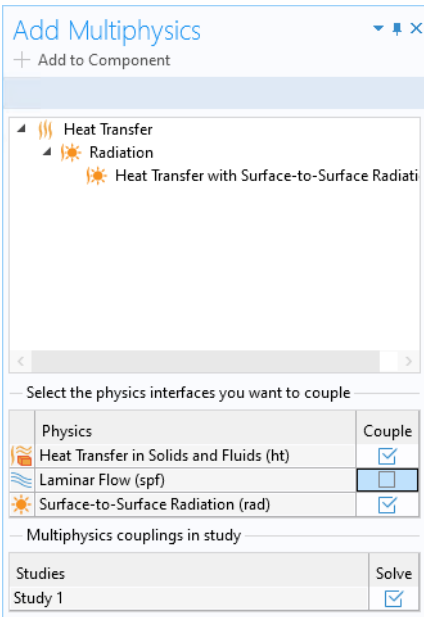 Add Multiphysics
Add to Component
Heat Transfer
Radiation
Heat Transfer with Surface-to-Surface Radiati
Select the physics interfaces you want to couple
Physics Couple
Heat Transfer in Solids and Fluids (ht)
Laminar Flow (spf)
Surface-to-Surface Radiation (rad)
Multiphysics couplings in study
Studies Solve
Study 1